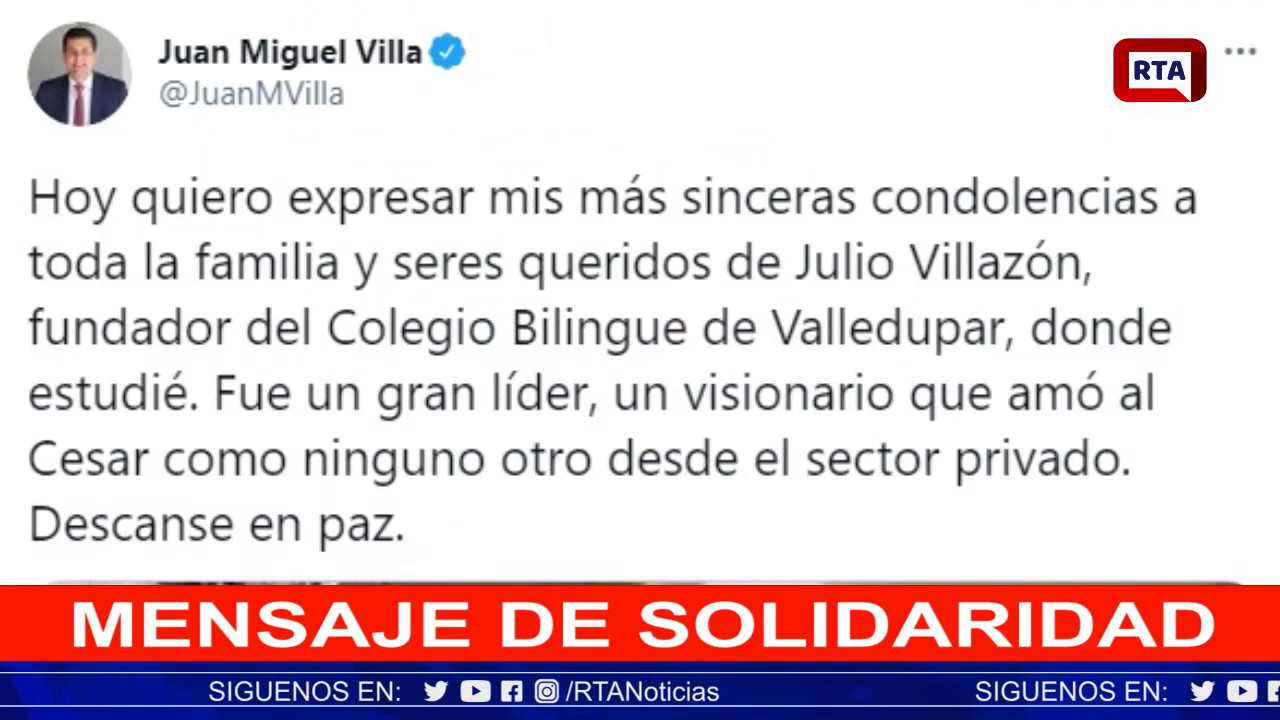 Juan Miguel Villa
@JuanMVilla
RTA
Hoy quiero expresar mis más sinceras condolencias a
toda la familia y seres queridos de Julio Villazón,
fundador del Colegio Bilingue de Valledupar, donde
estudié. Fue un gran líder, un visionario que amó al
Cesar como ninguno otro desde el sector privado.
Descanse en paz.
MENSAJE DE SOLIDARIDAD
SIGUENOS EN: /RTANoticias SIGUENOS EN: